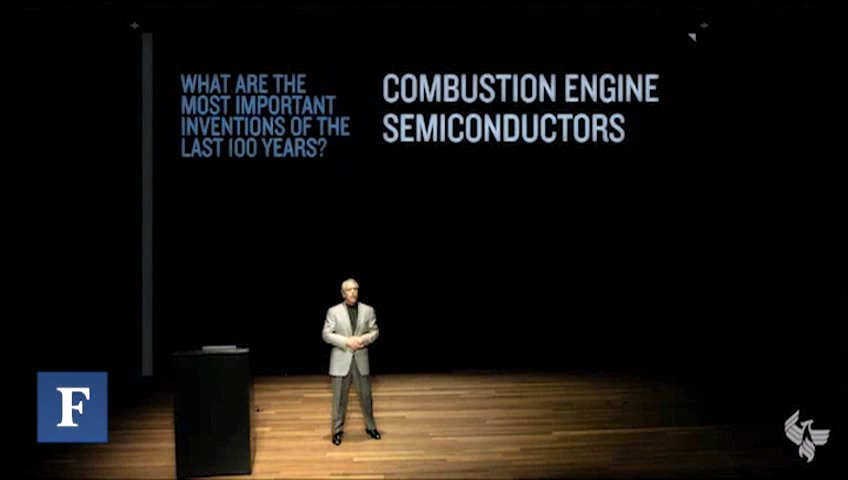 WHAT ARE THE
MOST IMPORTANT
INVENTIONS OF THE
LAST 100 YEARS?
COMBUSTION ENGINE
SEMICONDUCTORS
F